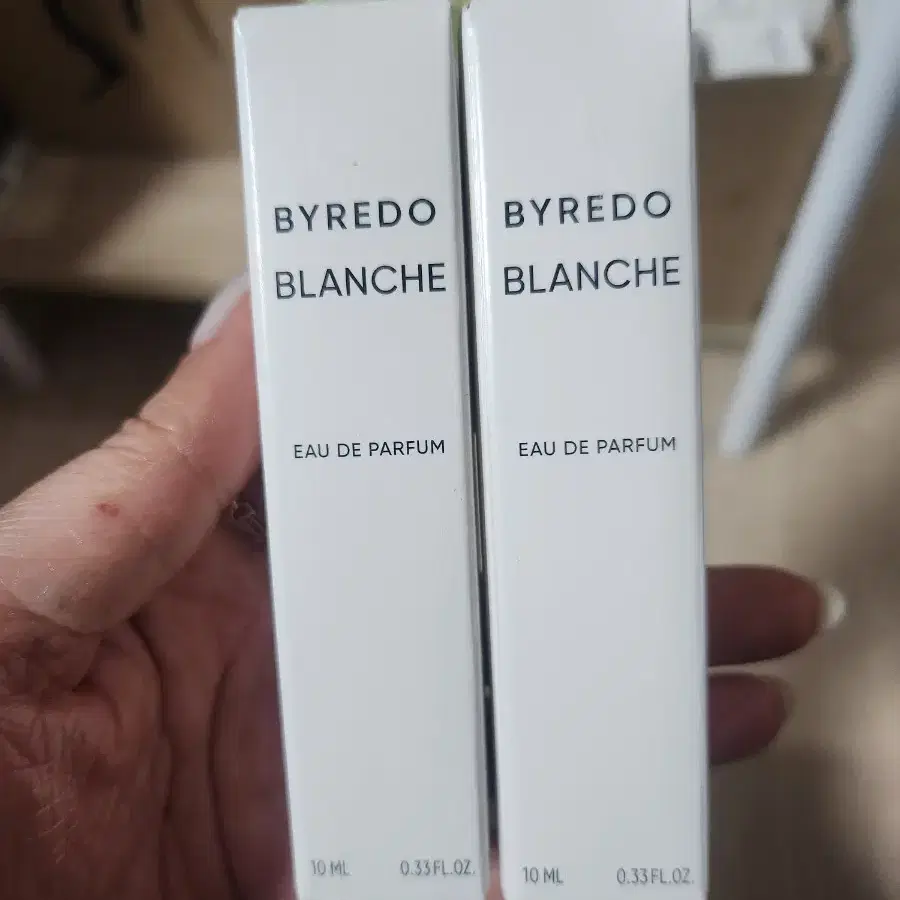 BYREDO
BLANCHE
EAU DE PARFUM
10 ML 0.33 FL.OZ.
BYREDO
BLANCHE
EAU DE PARFUM
10 ML 0.33 FL.OZ.